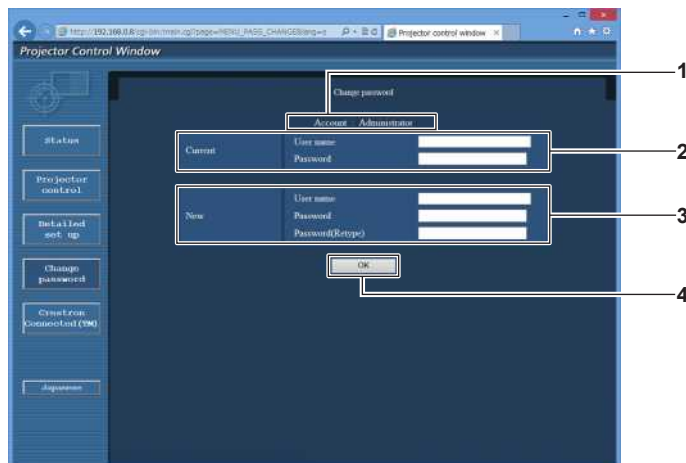 Projector control window
Projector Control Window
Change password
Account : Administrator
1
Status
Current
User name
Password
2
Projector control
New
User name
Password
Password(Retype)
3
Detailed set up
OK
4
Change password
Crestron Connected(TM)
Japanese